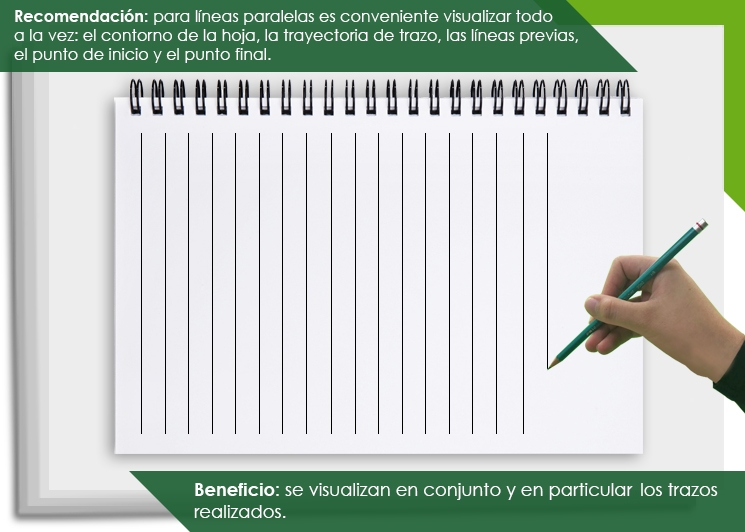 Recomendación: para líneas paralelas es conveniente visualizar todo
a la vez: el contorno de la hoja, la trayectoria de trazo, las líneas previas,
el punto de inicio y el punto final.
Beneficio: se visualizan en conjunto y en particular los trazos
realizados.